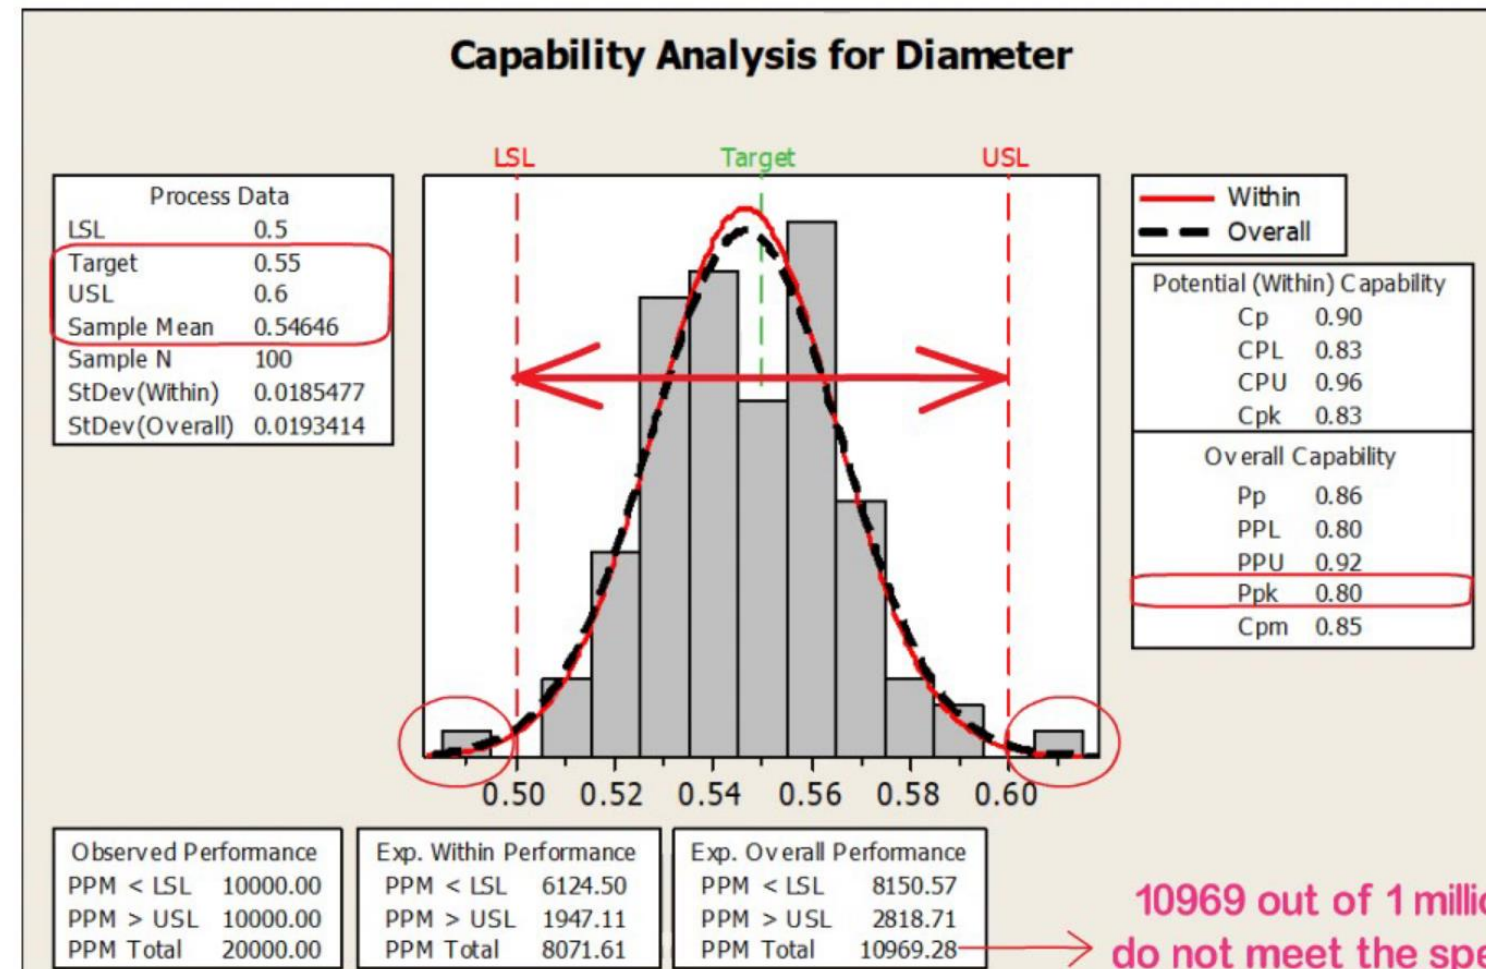 Capability Analysis for Diameter
LSL Target USL
Process Data
LSL 0.5
Target 0.55
USL 0.6
Sample Mean 0.54646
Sample N 100
StDev(Within) 0.0185477
StDev(Overall) 0.0193414
Within
Overall
Potential (Within) Capability
Cp 0.90
CPL 0.83
CPU 0.96
Cpk 0.83
Overall Capability
Pp 0.86
PPL 0.80
PPU 0.92
Ppk 0.80
Cpm 0.85
0.50 0.52 0.54 0.56 0.58 0.60
Observed Performance
PPM < LSL 10000.00
PPM > USL 10000.00
PPM Total 20000.00
Exp. Within Performance
PPM < LSL 6124.50
PPM > USL 1947.11
PPM Total 8071.61
Exp. Overall Performance
PPM < LSL 8150.57
PPM > USL 2818.71
PPM Total 10969.28
10969 out of 1
do not meet the